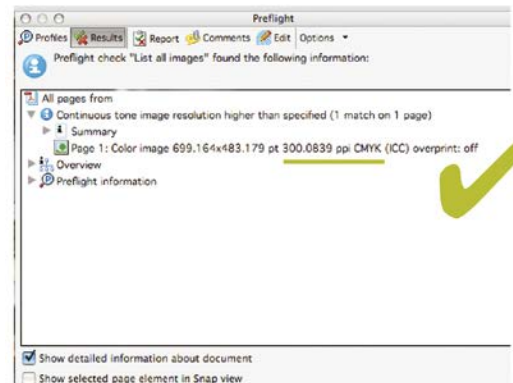 Preflight
Profiles Results Report Comments Edit Options
Preflight check "List all images" found the following information:
All pages from
Continuous tone image resolution higher than specified (1 match on 1 page)
Summary
Page 1: Color image 699.164x483.179 pt 300.0839 ppi CMYK (ICC) overprint: off
Overview
Preflight information
Show detailed information about document
Show selected page element in Snap view